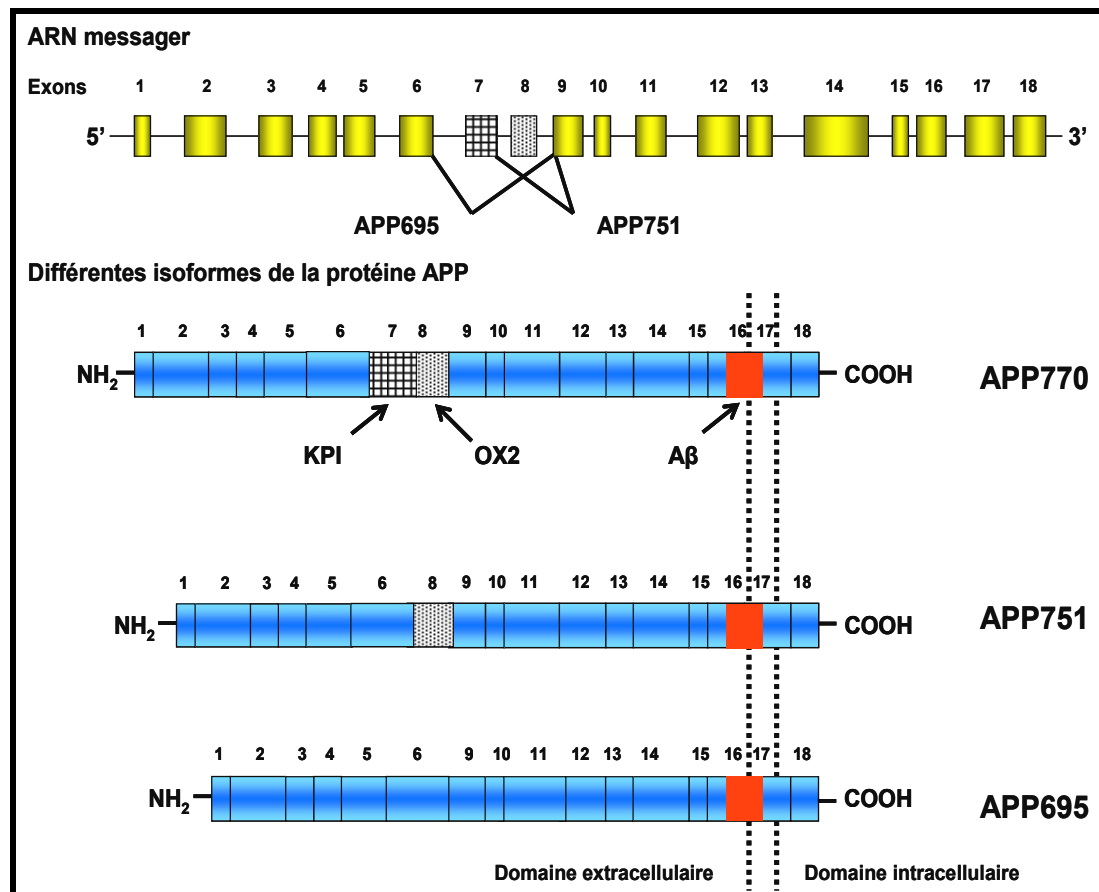 ARN messager
Exons 1 2 3 4 5 6 7 8 9 10 11 12 13 14 15 16 17 18
5’ 3’
APP695 APP751
Différentes isoformes de la protéine APP
1 2 3 4 5 6 7 8 9 10 11 12 13 14 15 16 17 18
NH2 COOH APP770
KPI OX2 Aβ
1 2 3 4 5 6 8 9 10 11 12 13 14 15 16 17 18
NH2 COOH APP751
1 2 3 4 5 6 9 10 11 12 13 14 15 16 17 18
NH2 COOH APP695
Domaine extracellulaire Domaine intracellulaire